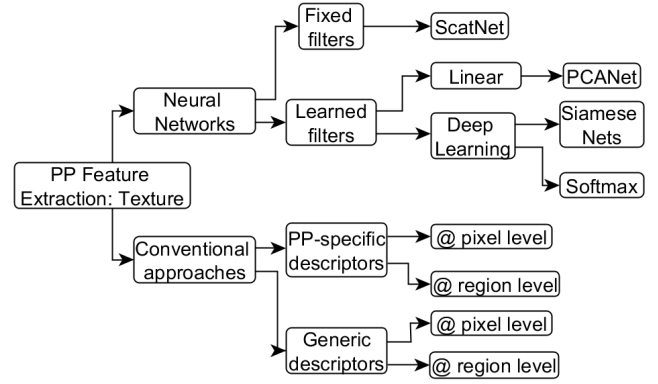 Fixed
filters
ScatNet
Linear
PCANet
Neural
Networks
Learned
filters
Deep
Learning
Siamese
Nets
Softmax
PP Feature
Extraction: Texture
Conventional
approaches
PP-specific
descriptors
@ pixel level
@ region level
Generic
descriptors
@ pixel level
@ region level